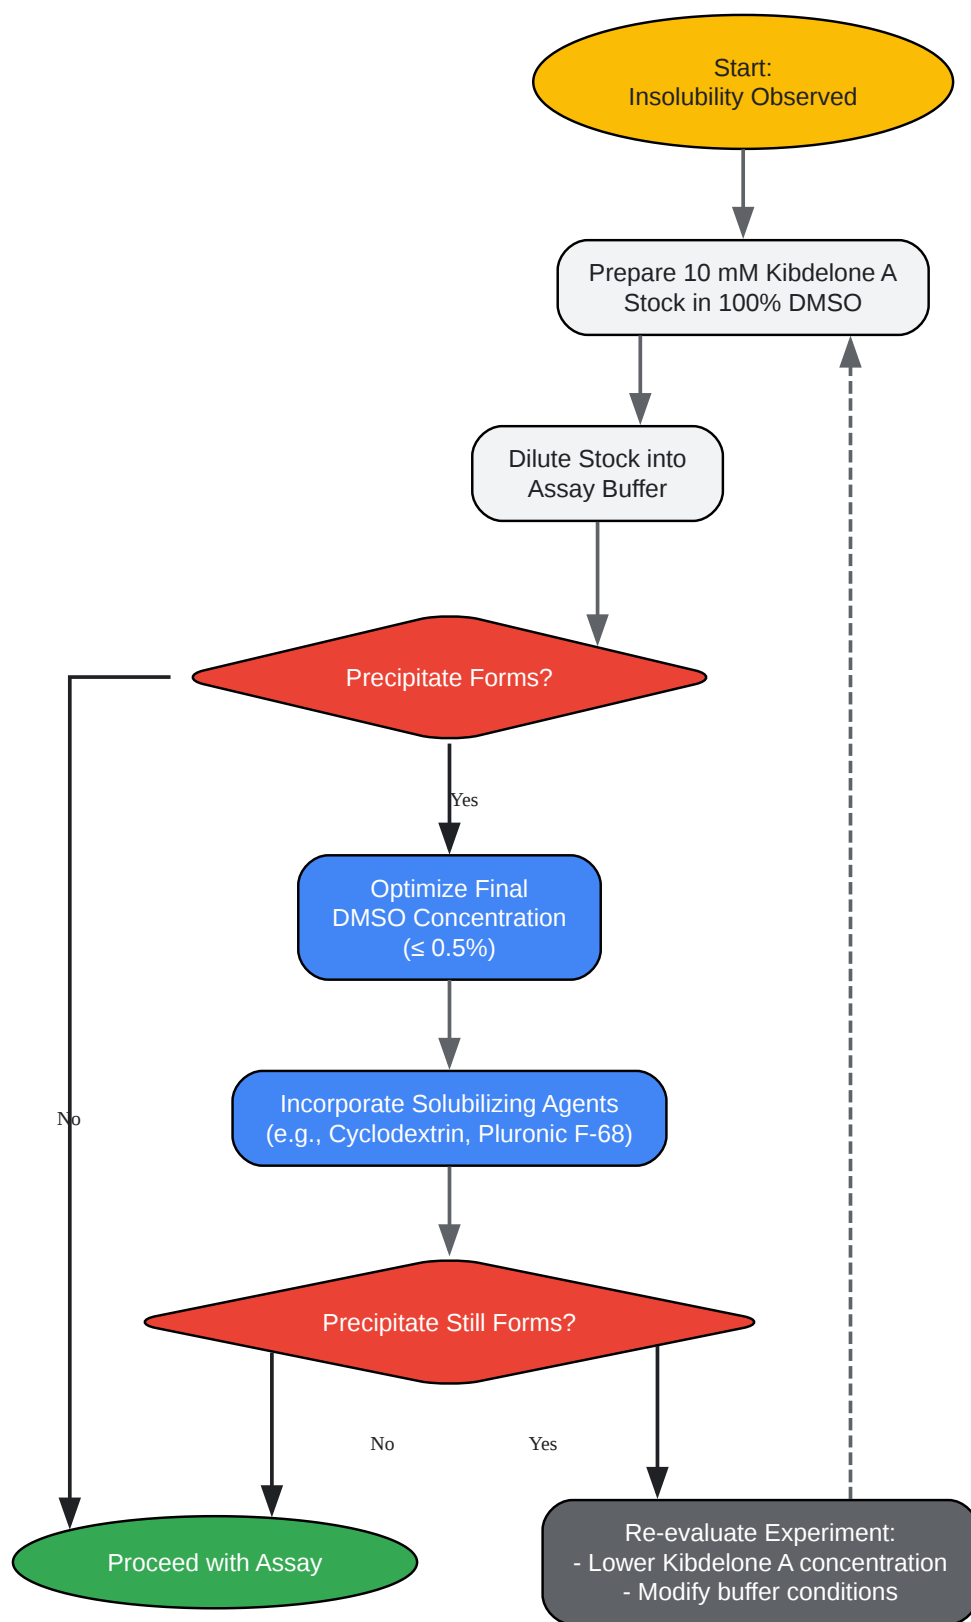 Start:
Insolubility Observed
Prepare 10 mM Kibdelone A
Stock in 100% DMSO
Dilute Stock into
Assay Buffer
Precipitate Forms?
Yes
Optimize Final
DMSO Concentration
(≤ 0.5%)
Incorporate Solubilizing Agents
(e.g., Cyclodextrin, Pluronic F-68)
No
Precipitate Still Forms?
No
Yes
Proceed with Assay
Re-evaluate Experiment:
- Lower Kibdelone A concentration
- Modify buffer conditions